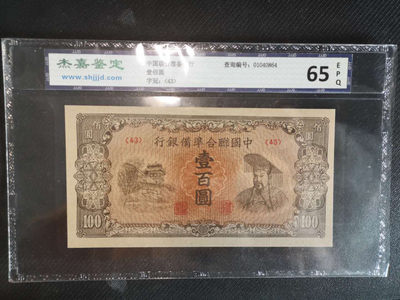 杰嘉鉴定
www.shjjjd.com
中国联合准备银行
壹佰圆
字冠:《43》
查询编号:01040864
65
EPQ
行銀備準合聯國中
《43》
《43》
壹百圓
100
100